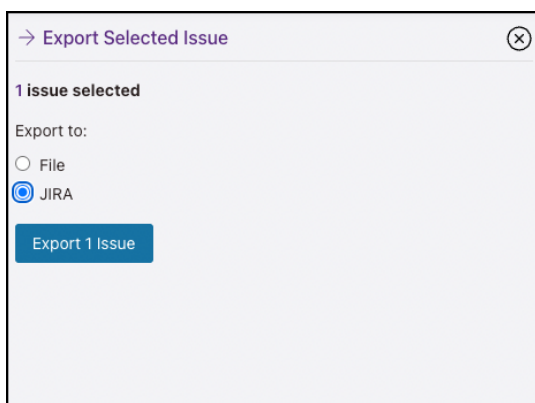 → Export Selected Issue
1 issue selected
Export to:
File
JIRA
Export 1 Issue